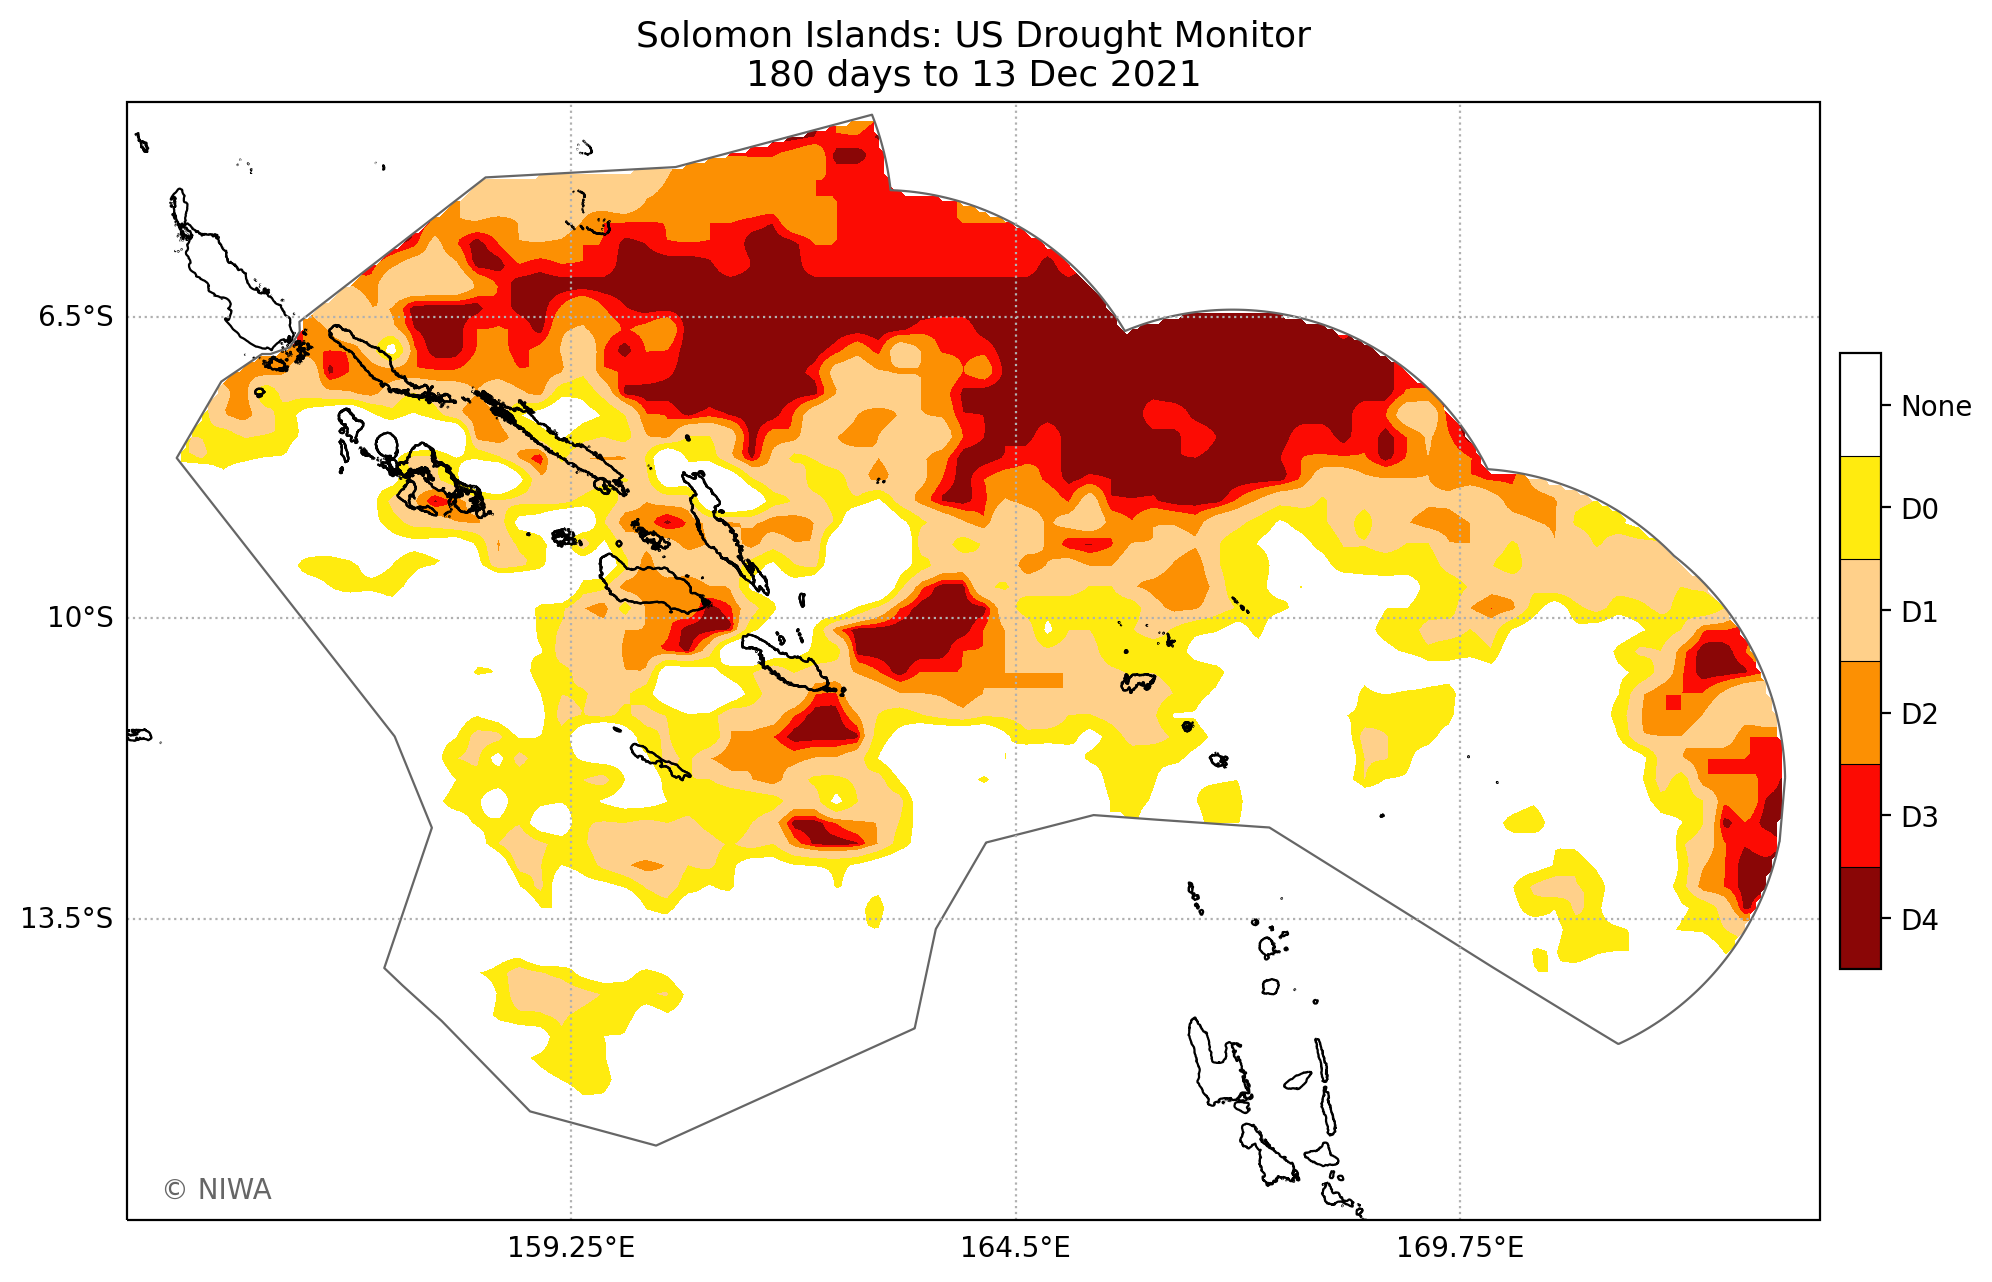 Solomon Islands: US Drought Monitor
180 days to 13 Dec 2021
6.5°S
10°S
13.5°S
159.25°E
164.5°E
169.75°E
None
D0
D1
D2
D3
D4
© NIWA